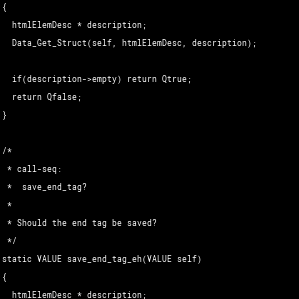 {
  htmlElemDesc * description;
  Data_Get_Struct(self, htmlElemDesc, description);

  if(description->empty) return Qtrue;
  return Qfalse;
}

/*
 * call-seq:
 *  save_end_tag?
 *
 * Should the end tag be saved?
 */
static VALUE save_end_tag_eh(VALUE self)
{
  htmlElemDesc * description;